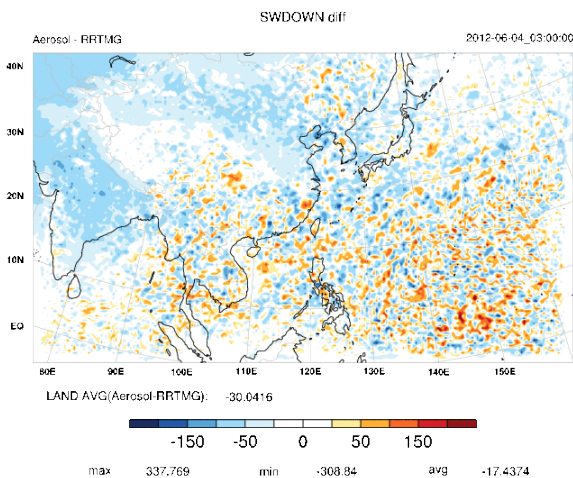 SWDOWN diff
Aerosol - RRTMG 2012-06-04_03:00:00
40N
30N
20N
10N
EQ
80E 90E 100E 110E 120E 130E 140E 150E
LAND AVG(Aerosol-RRTMG): -30.0416
-150 -50 0 50 150
max 337.769 min -308.84 avg -17.4374